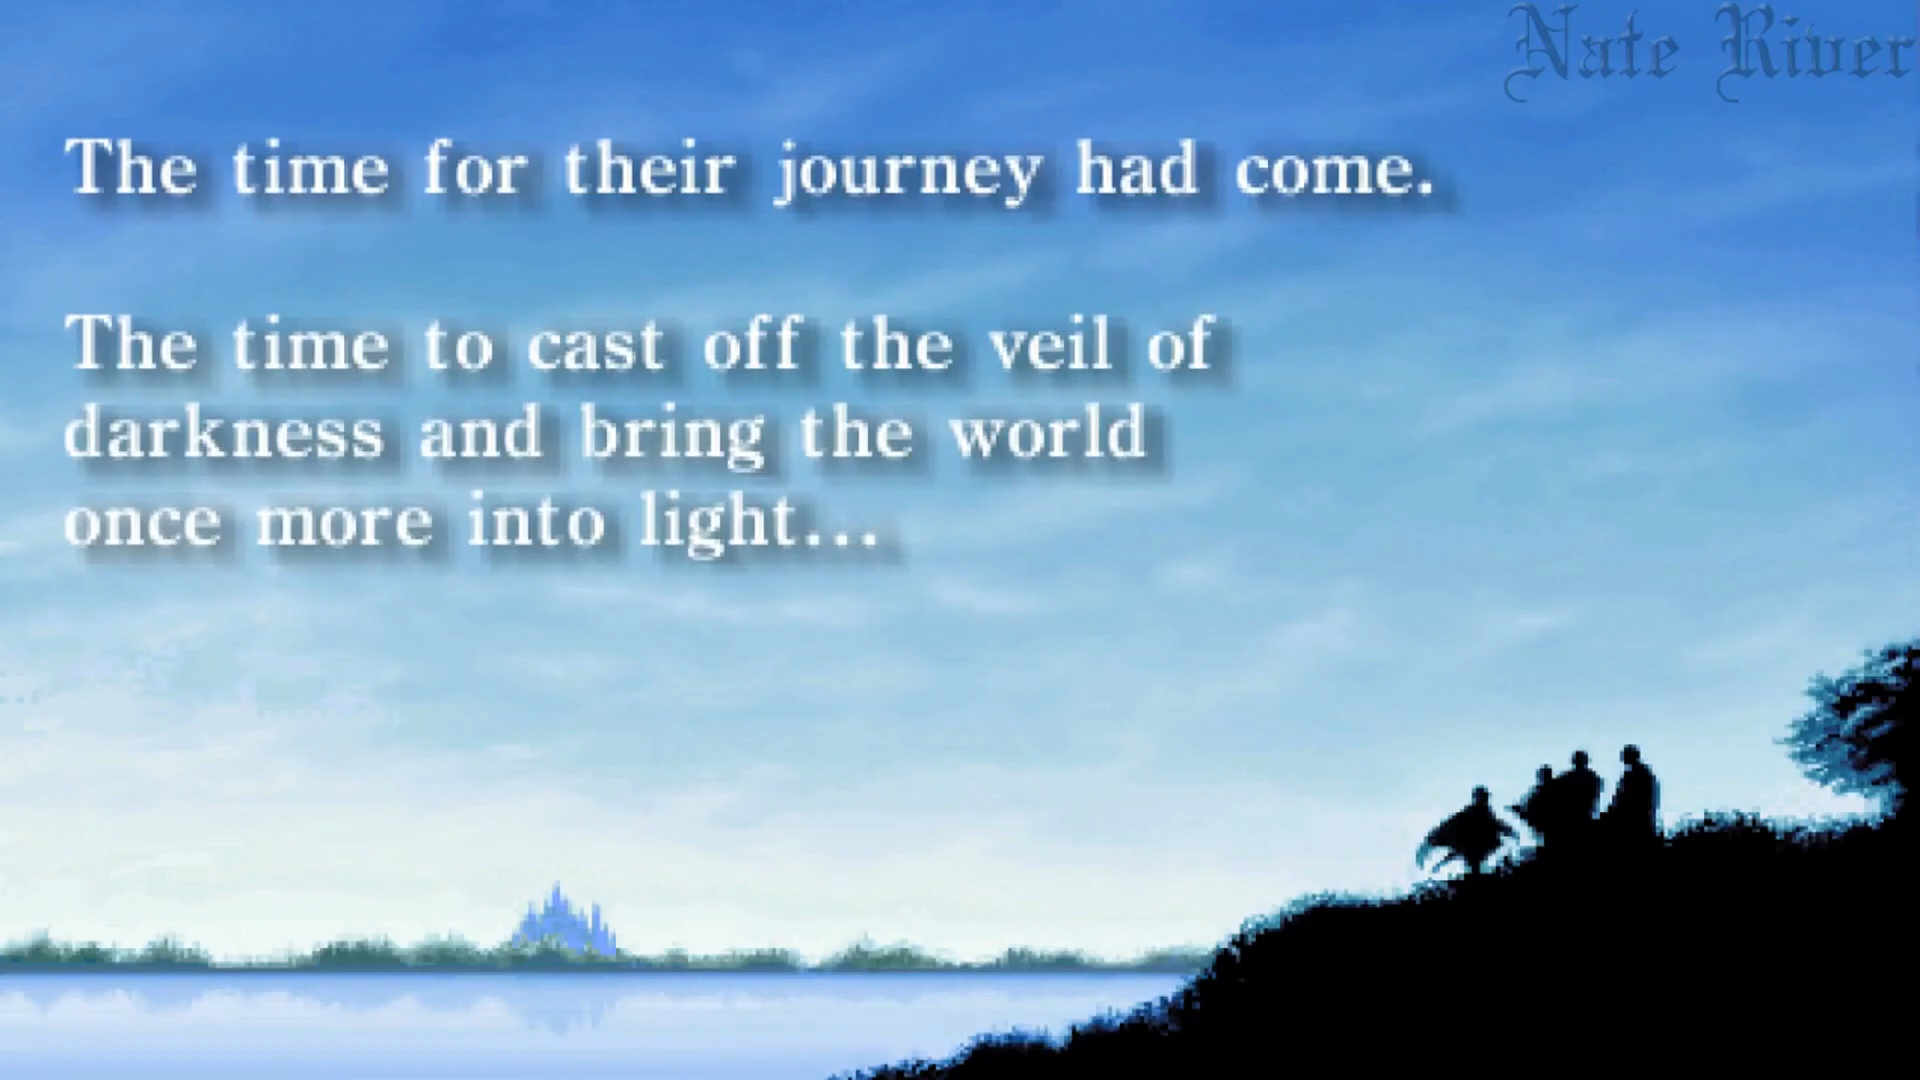 Nate River
The time for their journey had come.
The time to cast off the veil of
darkness and bring the world
once more into light...